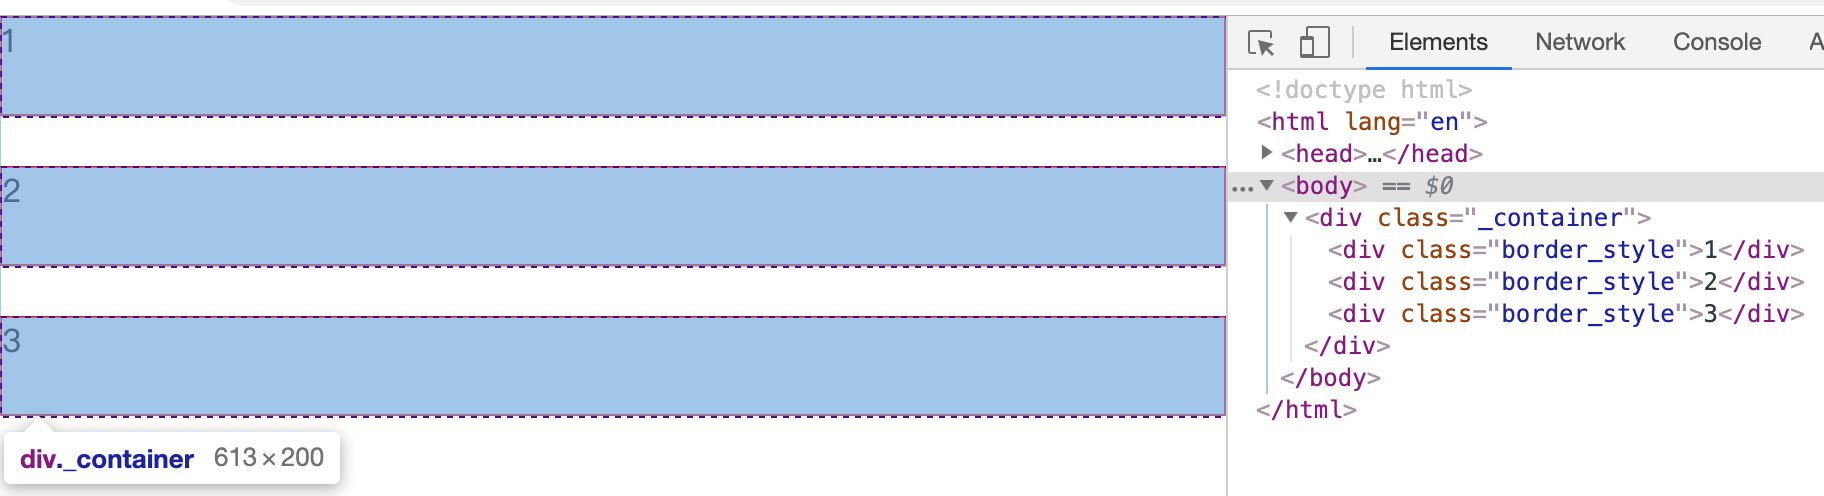 1
2
3
div._container 613 × 200
Elements Network Console A
<!doctype html>
<html lang="en">
<head>…</head>
… <body> == $0
<div class="_container">
<div class="border_style">1</div>
<div class="border_style">2</div>
<div class="border_style">3</div>
</div>
</body>
</html>